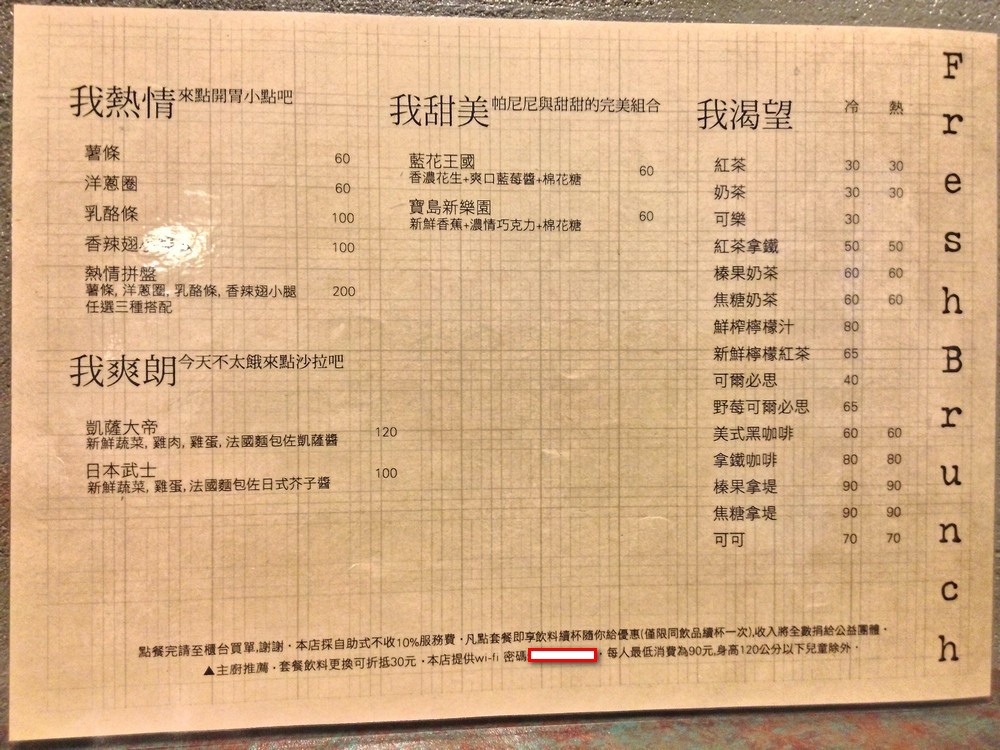 我熱情 來點開胃小點吧
薯條 60
洋蔥圈 60
乳酪條 100
香辣翅小 100
熱情拼盤
薯條, 洋蔥圈, 乳酪條, 香辣翅小腿 200
任選三種搭配
我爽朗 今天不太餓來點沙拉吧
凱薩大帝 120
新鮮蔬菜, 雞肉, 雞蛋, 法國麵包佐凱薩醬
日本武士 100
新鮮蔬菜, 雞蛋, 法國麵包佐日式芥子醬
我甜美 帕尼尼與甜甜的完美組合
藍花王國 60
香濃花生+爽口藍莓醬+棉花糖
寶島新樂園 60
新鮮香蕉+濃情巧克力+棉花糖
我渴望 冷 熱
紅茶 30 30
奶茶 30 30
可樂 30
紅茶拿鐵 50 50
榛果奶茶 60 60
焦糖奶茶 60 60
鮮榨檸檬汁 80
新鮮檸檬紅茶 65
可爾必思 40
野莓可爾必思 65
美式黑咖啡 60 60
拿鐵咖啡 80 80
榛果拿堤 90 90
焦糖拿堤 90 90
可可 70 70
Fresh Brunch
點餐完請至櫃台買單,謝謝‧本店採自助式不收10%服務費‧凡點套餐即享飲料續杯隨你給優惠(僅限同飲品續杯一次),收入將全數捐給公益團體‧
▲主廚推薦‧套餐飲料更換可折抵30元‧本店提供wi-fi 密碼 ‧每人最低消費為90元,身高120公分以下兒童除外‧